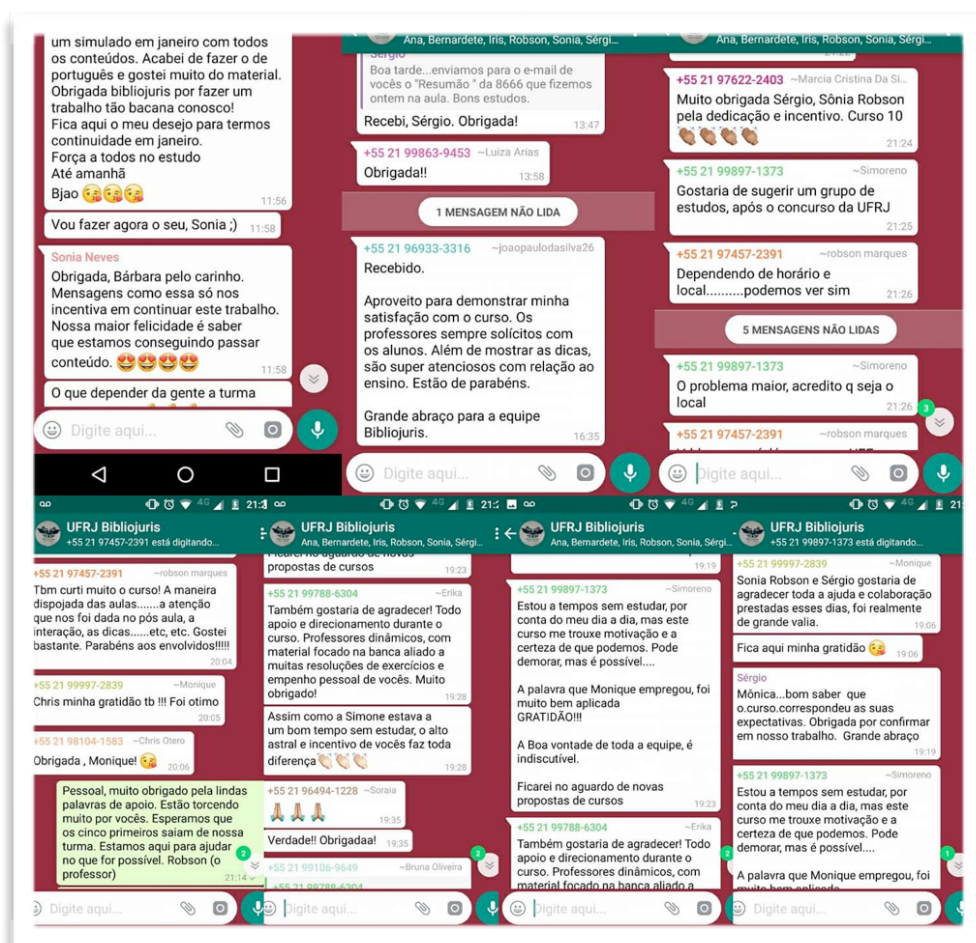 um simulado em janeiro com todos
os conteúdos. Acabei de fazer o de
português e gostei muito do material.
Obrigada bibliojuris por fazer um
trabalho tão bacana conosco!
Fica aqui o meu desejo para termos
continuidade em janeiro.
Força a todos no estudo
Até amanhã
Bjao 😘😘😘
11:56
Vou fazer agora o seu, Sonia ;)
11:58
Sonia Neves
Obrigada, Bárbara pelo carinho.
Mensagens como essa só nos
incentiva em continuar este trabalho.
Nossa maior felicidade é saber
que estamos conseguindo passar
conteúdo. 😍😍😍😍
11:58
O que depender da gente a turma
Digite aqui...
Ana, Bernardete, Iris, Robson, Sonia, Sérgi...
Sérgio
Boa tarde...enviamos para o e-mail de
vocês o "Resumão " da 8666 que fizemos
ontem na aula. Bons estudos.
Recebi, Sérgio. Obrigada!
13:47
+55 21 99863-9453 ~Luiza Arias
Obrigada!!
13:58
1 MENSAGEM NÃO LIDA
+55 21 96933-3316 ~joaopaulodasilva26
Recebido.
Aproveito para demonstrar minha
satisfação com o curso. Os
professores sempre solícitos com
os alunos. Além de mostrar as dicas,
são super atenciosos com relação ao
ensino. Estão de parabéns.
Grande abraço para a equipe
Bibliojuris.
16:35
Digite aqui...
Ana, Bernardete, Iris, Robson, Sonia, Sérgi...
21:22
+55 21 97622-2403 ~Marcia Cristina Da Si...
Muito obrigada Sérgio, Sônia Robson
pela dedicação e incentivo. Curso 10
👏🏽👏🏽👏🏽👏🏽
21:24
+55 21 99897-1373 ~Simoreno
Gostaria de sugerir um grupo de
estudos, após o concurso da UFRJ
21:25
+55 21 97457-2391 ~robson marques
Dependendo de horário e
local..........podemos ver sim
21:26
5 MENSAGENS NÃO LIDAS
+55 21 99897-1373 ~Simoreno
O problema maior, acredito q seja o
local
21:26
3
+55 21 97457-2391 ~robson marques
Digite aqui...
4G
UFRJ Bibliojuris
+55 21 97457-2391 está digitando...
+55 21 97457-2391 ~robson marques
Tbm curti muito o curso! A maneira
dispojada das aulas.......a atenção
que nos foi dada no pós aula, a
interação, as dicas......etc, etc. Gostei
bastante. Parabéns aos envolvidos!!!!!
20:04
+55 21 99997-2839 ~Monique
Chris minha gratidão tb !!! Foi otimo
20:05
+55 21 98104-1583 ~Chris Otero
Obrigada , Monique! 😘
20:06
Pessoal, muito obrigado pela lindas
palavras de apoio. Estão torcendo
muito por vocês. Esperamos que
os cinco primeiros saiam de nossa
turma. Estamos aqui para ajudar
no que for possível. Robson (o
professor)
21:14
2
Digite aqui...
4G
UFRJ Bibliojuris
Ana, Bernardete, Iris, Robson, Sonia, Sérgi...
Ficarei no aguardo de novas
propostas de cursos
19:23
+55 21 99788-6304 ~Erika
Também gostaria de agradecer! Todo
apoio e direcionamento durante o
curso. Professores dinâmicos, com
material focado na banca aliado a
muitas resoluções de exercícios e
empenho pessoal de vocês. Muito
obrigado!
19:28
Assim como a Simone estava a
um bom tempo sem estudar, o alto
astral e incentivo de vocês faz toda
diferença👏🏻👏🏻👏🏻
19:28
+55 21 96494-1228 ~Soraia
🙏🏼🙏🏼🙏🏼
19:35
Verdade!! Obrigadaa!
19:35
2
+55 21 99106-9649 ~Bruna Oliveira
+55 21 99788-6304
Digite aqui...
4G
UFRJ Bibliojuris
Ana, Bernardete, Iris, Robson, Sonia, Sérgi...
19:19
+55 21 99897-1373 ~Simoreno
Estou a tempos sem estudar, por
conta do meu dia a dia, mas este
curso me trouxe motivação e a
certeza de que podemos. Pode
demorar, mas é possível....
A palavra que Monique empregou, foi
muito bem aplicada
GRATIDÃO!!!
A Boa vontade de toda a equipe, é
indiscutível.
Ficarei no aguardo de novas
propostas de cursos
19:23
+55 21 99788-6304 ~Erika
Também gostaria de agradecer! Todo
apoio e direcionamento durante o
curso. Professores dinâmicos, com
material focado na banca aliado a
2
Digite aqui...
4G
UFRJ Bibliojuris
+55 21 99897-1373 está digitando...
+55 21 99997-2839 ~Monique
Sonia Robson e Sérgio gostaria de
agradecer toda a ajuda e colaboração
prestadas esses dias, foi realmente
de grande valia.
19:06
Fica aqui minha gratidão 😘
19:06
Sérgio
Mônica...bom saber que
o.curso.correspondeu as suas
expectativas. Obrigada por confirmar
em nosso trabalho. Grande abraço
19:19
+55 21 99897-1373 ~Simoreno
Estou a tempos sem estudar, por
conta do meu dia a dia, mas este
curso me trouxe motivação e a
certeza de que podemos. Pode
demorar, mas é possível....
1
A palavra que Monique empregou, foi
muito bem aplicada
Digite aqui...